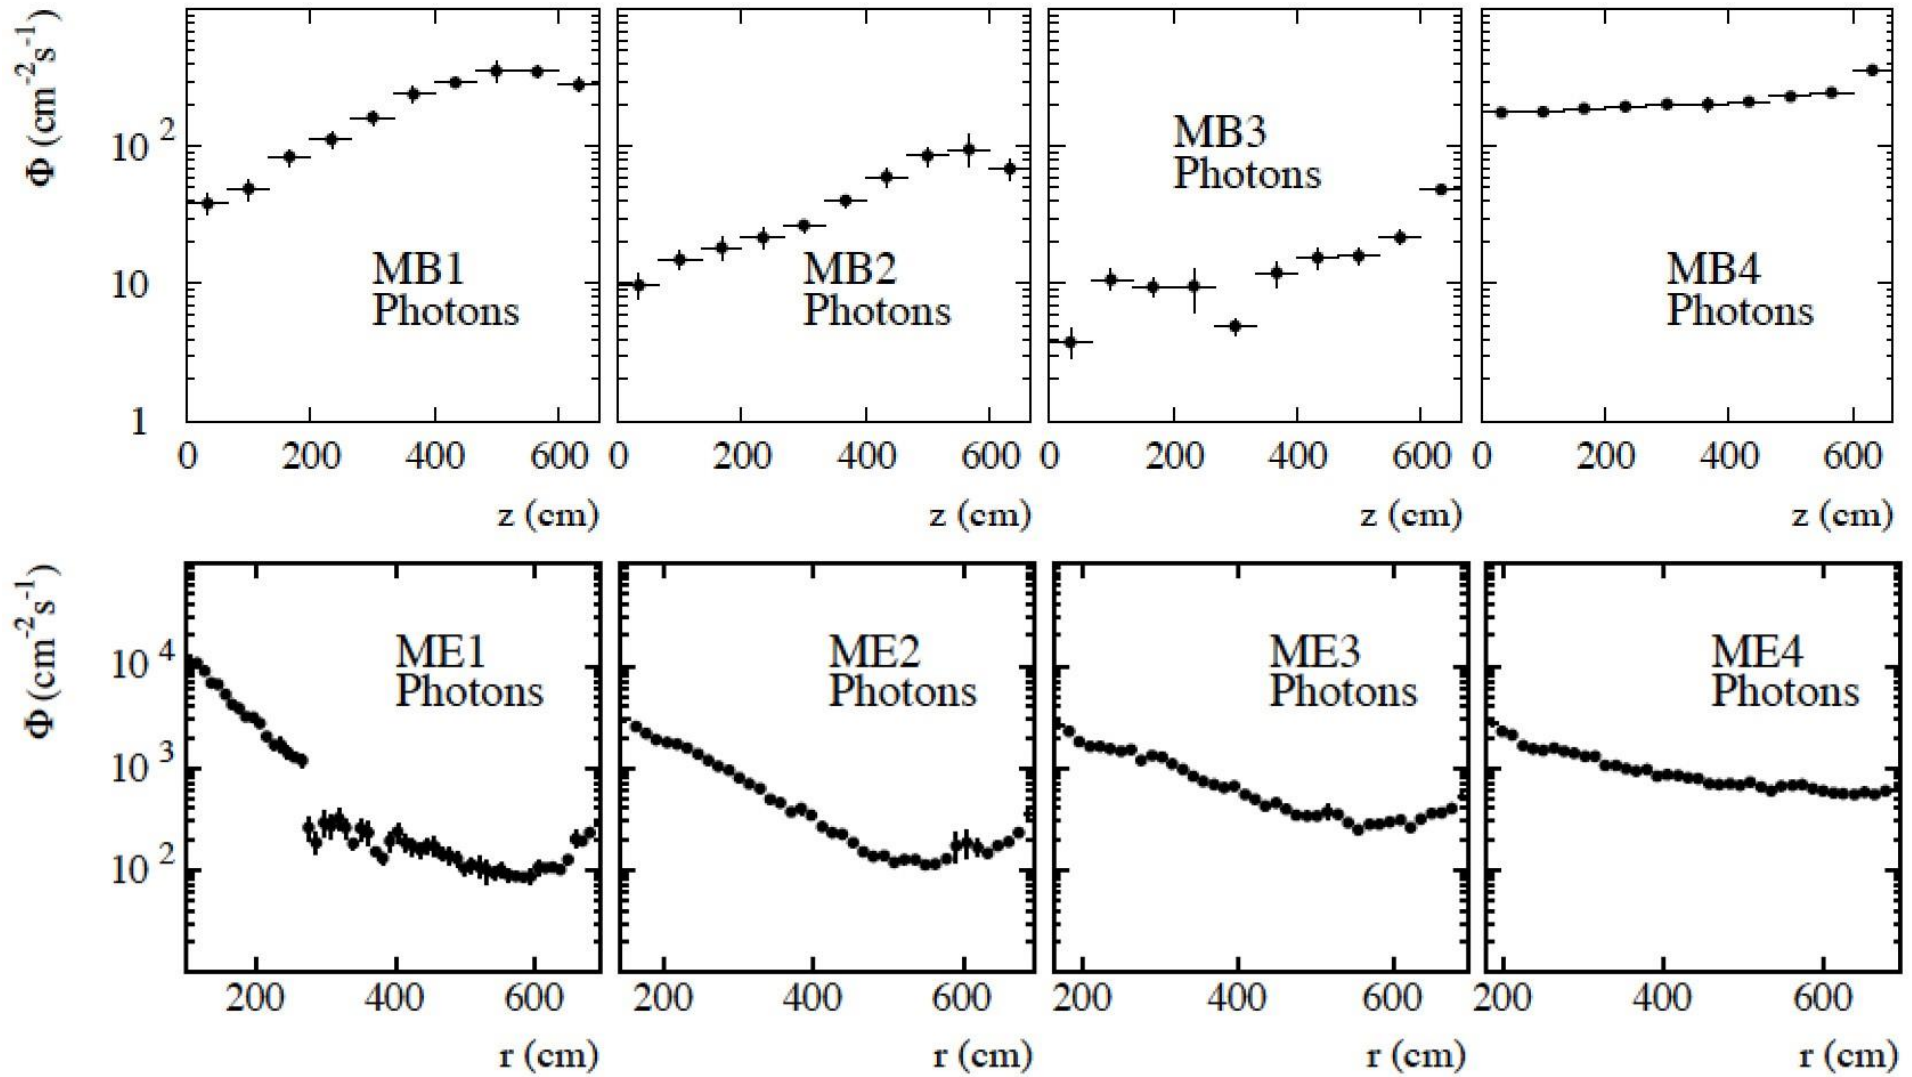 Φ (cm⁻²s⁻¹)
10²
10
1
MB1
Photons
0 200 400 600
z (cm)
MB2
Photons
0 200 400 600
z (cm)
MB3
Photons
0 200 400 600
z (cm)
MB4
Photons
0 200 400 600
z (cm)
Φ (cm⁻²s⁻¹)
10⁴
10³
10²
ME1
Photons
200 400 600
r (cm)
ME2
Photons
200 400 600
r (cm)
ME3
Photons
200 400 600
r (cm)
ME4
Photons
200 400 600
r (cm)